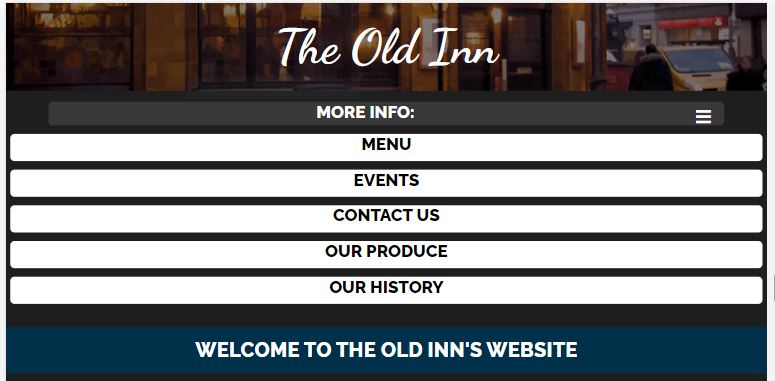 The Old Inn
MORE INFO:
MENU
EVENTS
CONTACT US
OUR PRODUCE
OUR HISTORY
WELCOME TO THE OLD INN'S WEBSITE